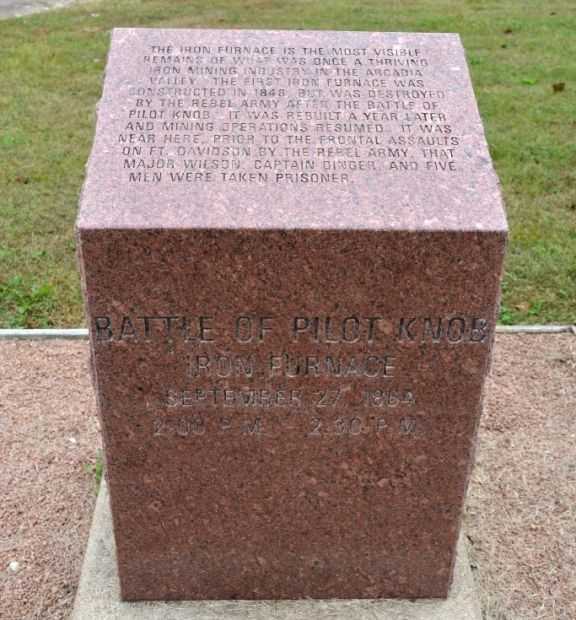 THE IRON FURNACE IS THE MOST VISIBLE
REMAINS OF WHAT WAS ONCE A THRIVING
IRON MINING INDUSTRY IN THE ARCADIA
VALLEY. THE FIRST IRON FURNACE WAS
CONSTRUCTED IN 1848, BUT WAS DESTROYED
BY THE REBEL ARMY AFTER THE BATTLE OF
PILOT KNOB. IT WAS REBUILT A YEAR LATER
AND MINING OPERATIONS RESUMED. IT WAS
NEAR HERE, PRIOR TO THE FRONTAL ASSAULTS
ON FT. DAVIDSON BY THE REBEL ARMY, THAT
MAJOR WILSON, CAPTAIN DINGER, AND FIVE
MEN WERE TAKEN PRISONER.
BATTLE OF PILOT KNOB
IRON FURNACE
SEPTEMBER 27, 1864
2:00 P.M. - 2:30 P.M.